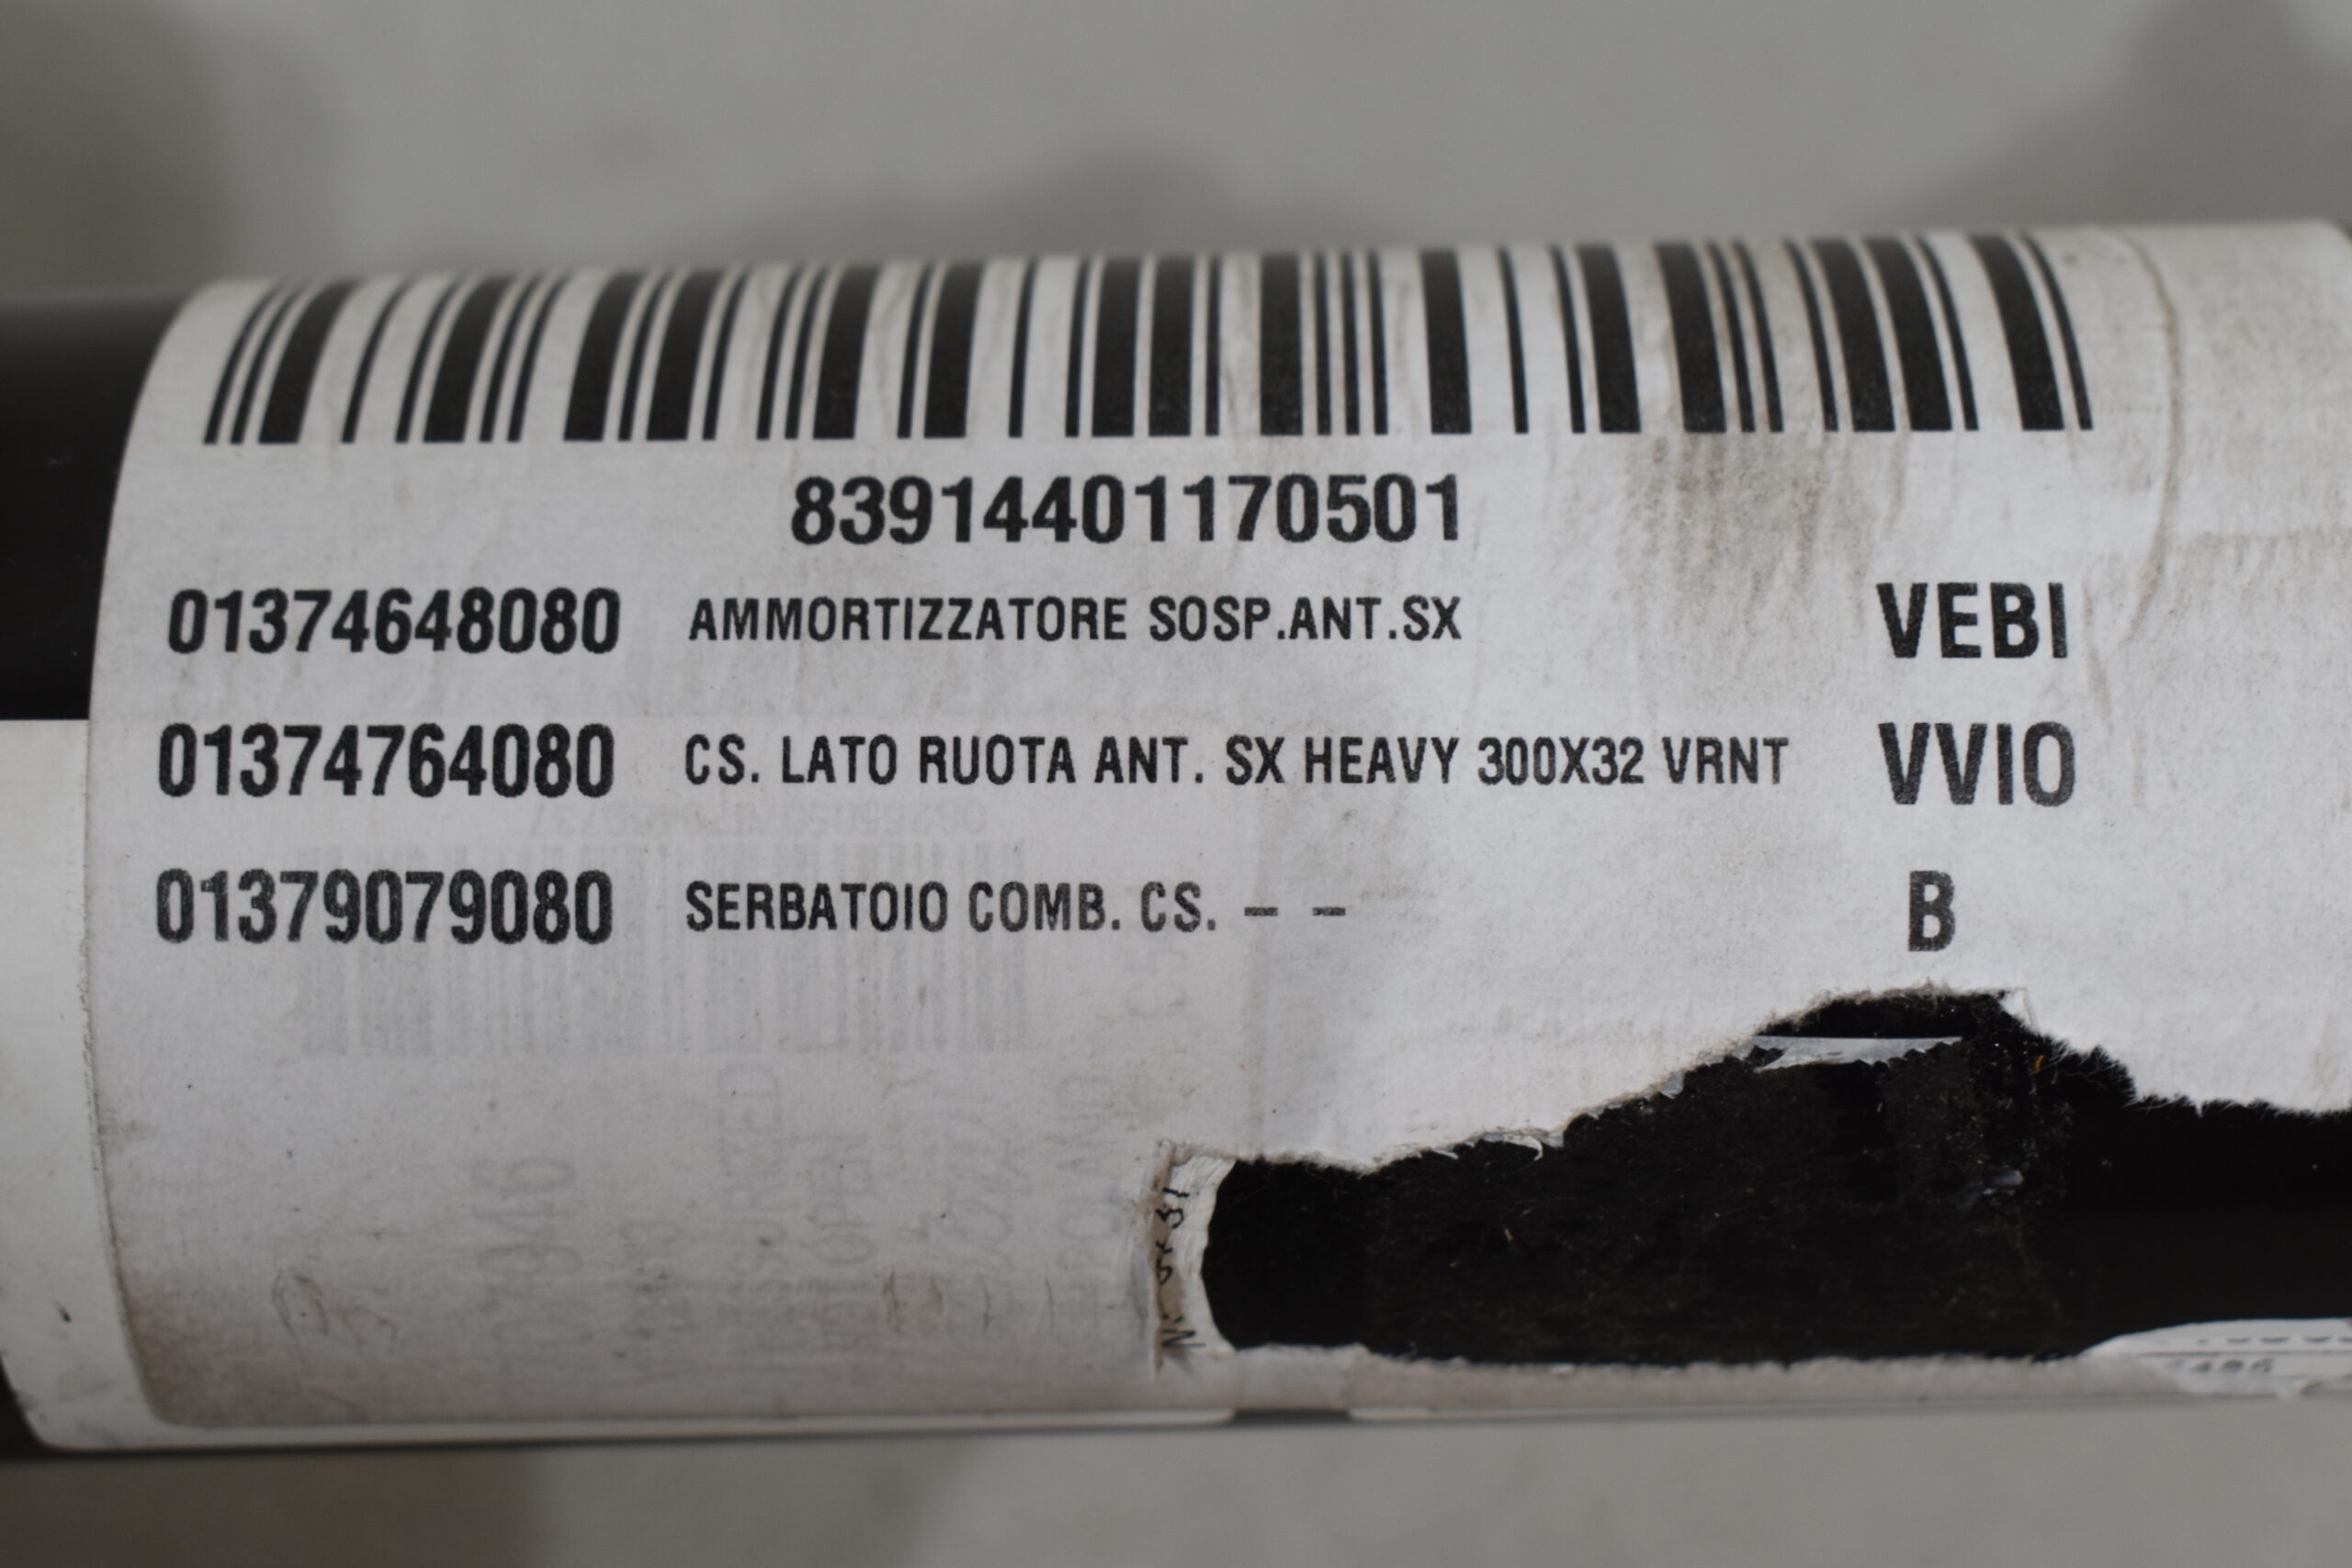 83914401170501
01374648080 AMMORTIZZATORE SOSP.ANT.SX VEBI
01374764080 CS. LATO RUOTA ANT. SX HEAVY 300X32 VRNT VVIO
01379079080 SERBATOIO COMB. CS. – – B